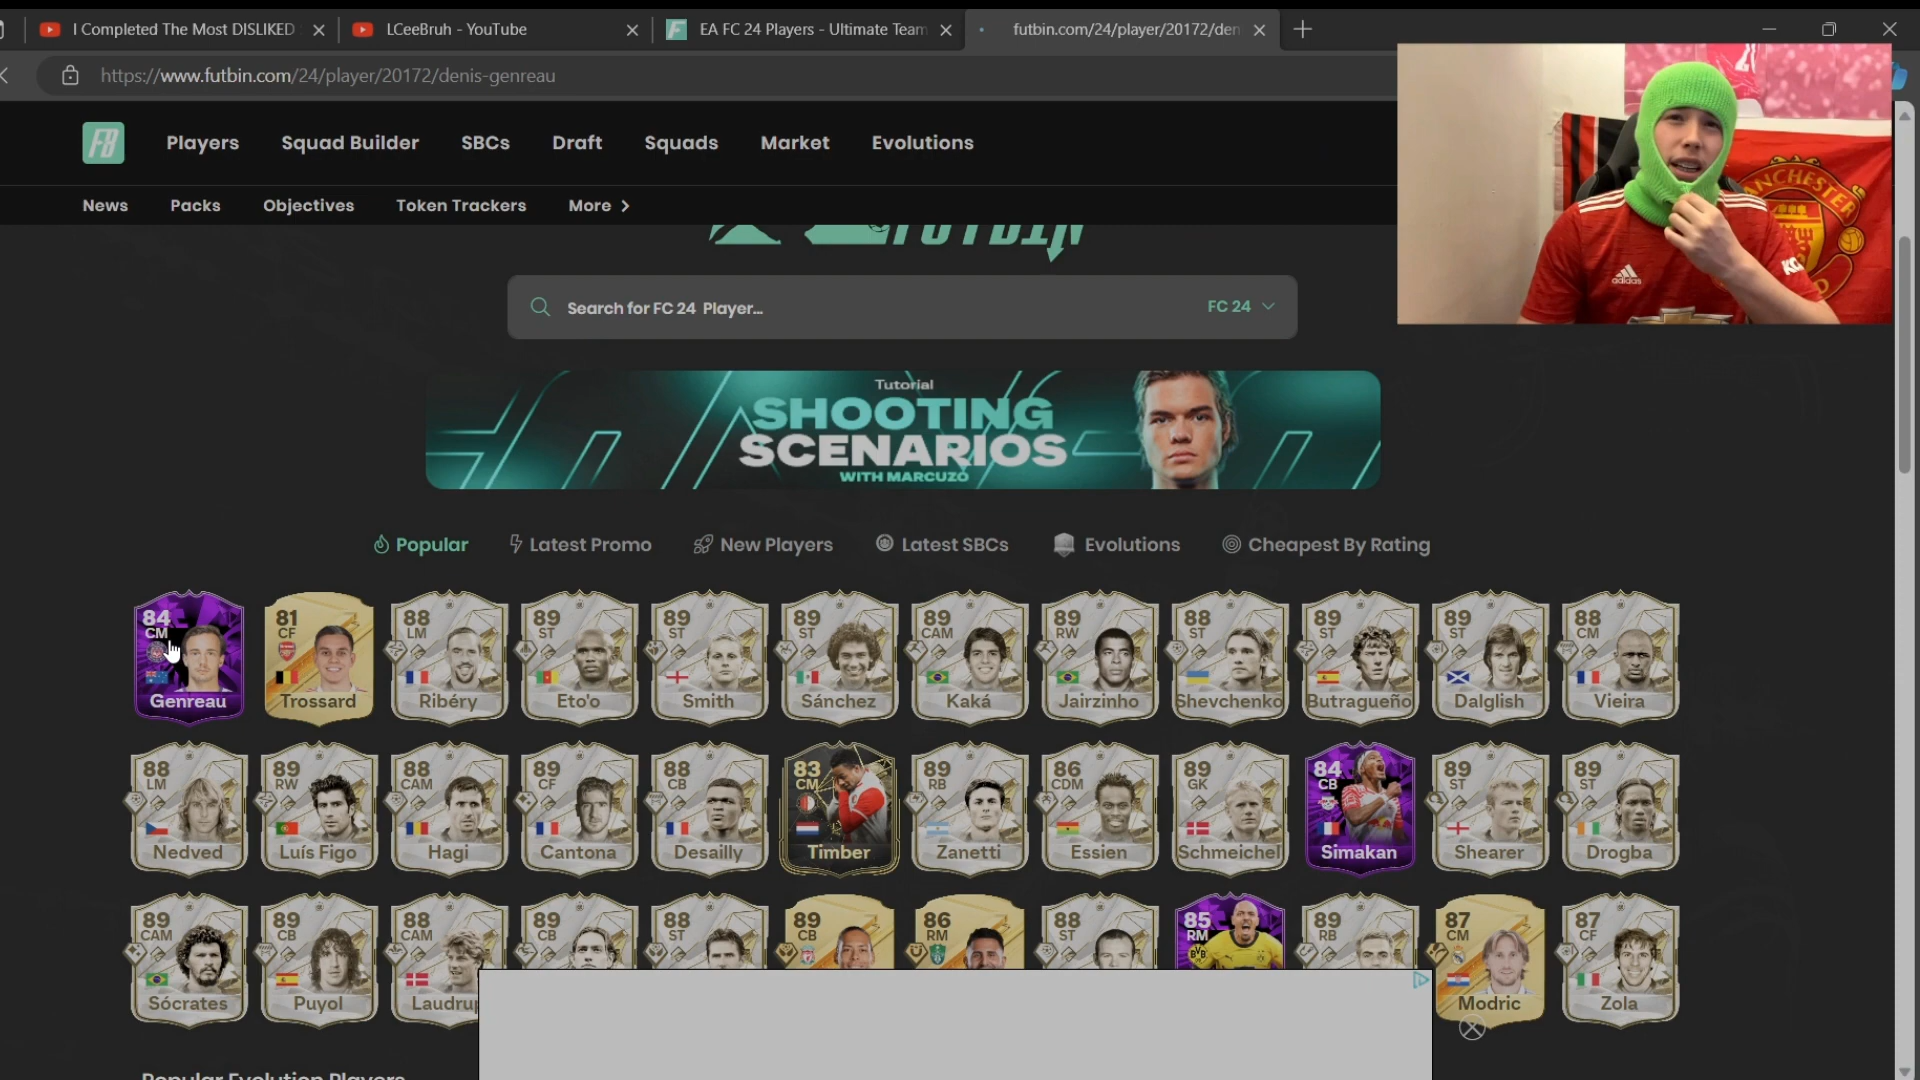 I Completed The Most DISLIKED
LCeeBruh - YouTube
EA FC 24 Players - Ultimate Team
futbin.com/24/player/20172/den
https://www.futbin.com/24/player/20172/denis-genreau
Players
Squad Builder
SBCs
Draft
Squads
Market
Evolutions
News
Packs
Objectives
Token Trackers
More
FUTBIN
Search for FC 24 Player...
FC 24
Tutorial
SHOOTING
SCENARIOS
WITH MARCUZO
Popular
Latest Promo
New Players
Latest SBCs
Evolutions
Cheapest By Rating
84 CM Genreau
81 CF Trossard
88 LM Ribéry
89 ST Eto'o
89 ST Smith
89 ST Sánchez
89 CAM Kaká
89 RW Jairzinho
88 ST Shevchenko
89 ST Butragueño
89 ST Dalglish
88 CM Vieira
88 LM Nedved
89 RW Luís Figo
88 CAM Hagi
89 CF Cantona
88 CB Desailly
83 CM Timber
89 RB Zanetti
86 CDM Essien
89 GK Schmeichel
84 CB Simakan
89 ST Shearer
89 ST Drogba
89 CAM Sócrates
89 CB Puyol
88 CAM Laudrup
89 CB
88 ST
89 CB
86 RM
88 ST
85 RM
89 RB
87 CM Modric
87 CF Zola
Popular Evolution Players
MANCHESTER
adidas